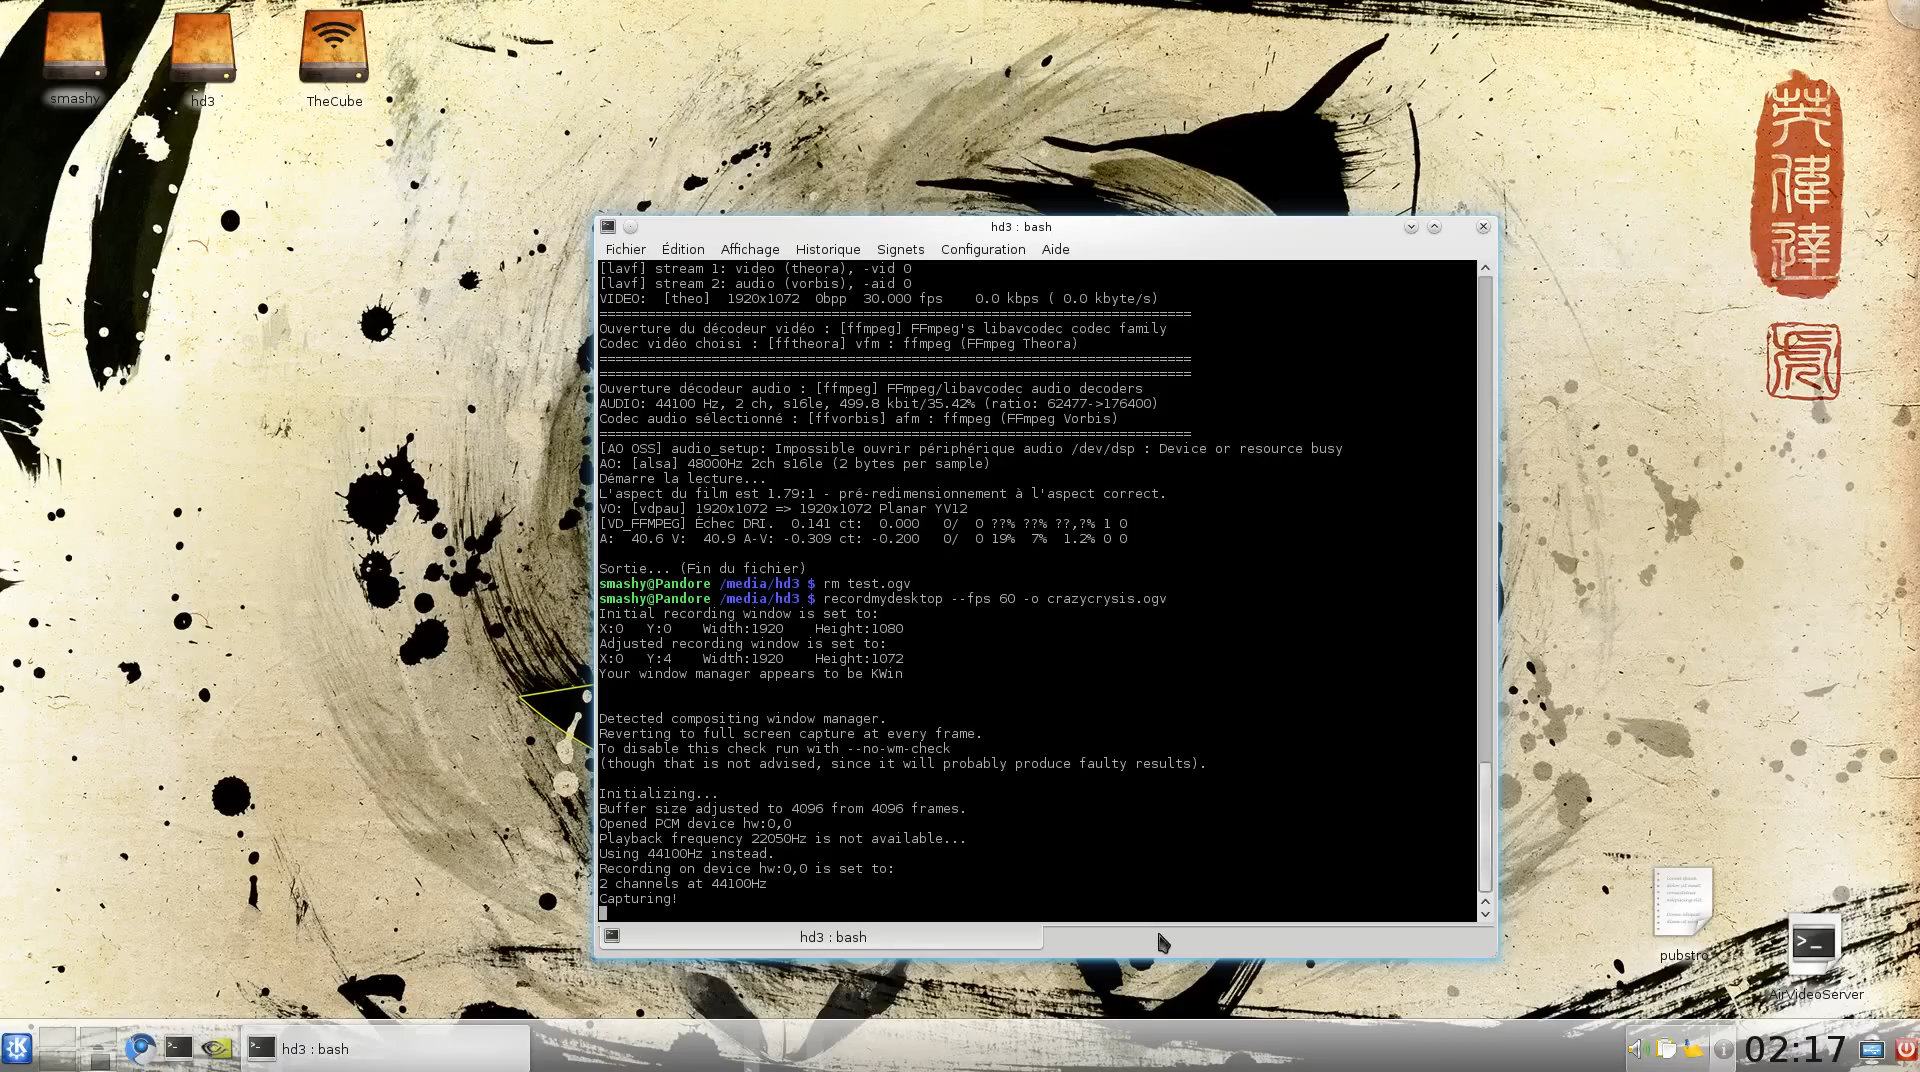 smashy
hd3
TheCube
英
偉
達
hd3 : bash
Fichier Édition Affichage Historique Signets Configuration Aide
[lavf] stream 1: video (theora), -vid 0
[lavf] stream 2: audio (vorbis), -aid 0
VIDEO:  [theo]  1920x1072  0bpp  30.000 fps    0.0 kbps ( 0.0 kbyte/s)
==========================================================================
Ouverture du décodeur vidéo : [ffmpeg] FFmpeg's libavcodec codec family
Codec vidéo choisi : [fftheora] vfm : ffmpeg (FFmpeg Theora)
==========================================================================
==========================================================================
Ouverture décodeur audio : [ffmpeg] FFmpeg/libavcodec audio decoders
AUDIO: 44100 Hz, 2 ch, s16le, 499.8 kbit/35.42% (ratio: 62477->176400)
Codec audio sélectionné : [ffvorbis] afm : ffmpeg (FFmpeg Vorbis)
==========================================================================
[AO OSS] audio_setup: Impossible ouvrir périphérique audio /dev/dsp : Device or resource busy
AO: [alsa] 48000Hz 2ch s16le (2 bytes per sample)
Démarre la lecture...
L'aspect du film est 1.79:1 - pré-redimensionnement à l'aspect correct.
VO: [vdpau] 1920x1072 => 1920x1072 Planar YV12
[VD_FFMPEG] Échec DRI.  0.141 ct:  0.000   0/  0 ??% ??% ??,?% 1 0
A:  40.6 V:  40.9 A-V: -0.309 ct: -0.200   0/  0 19%  7%  1.2% 0 0
Sortie... (Fin du fichier)
smashy@Pandore /media/hd3 $ rm test.ogv
smashy@Pandore /media/hd3 $ recordmydesktop --fps 60 -o crazycrysis.ogv
Initial recording window is set to:
X:0   Y:0    Width:1920    Height:1080
Adjusted recording window is set to:
X:0   Y:4    Width:1920    Height:1072
Your window manager appears to be KWin
Detected compositing window manager.
Reverting to full screen capture at every frame.
To disable this check run with --no-wm-check
(though that is not advised, since it will probably produce faulty results).
Initializing...
Buffer size adjusted to 4096 from 4096 frames.
Opened PCM device hw:0,0
Playback frequency 22050Hz is not available...
Using 44100Hz instead.
Recording on device hw:0,0 is set to:
2 channels at 44100Hz
Capturing!
hd3 : bash
pubstro
AirVideoServer
hd3 : bash
02:17